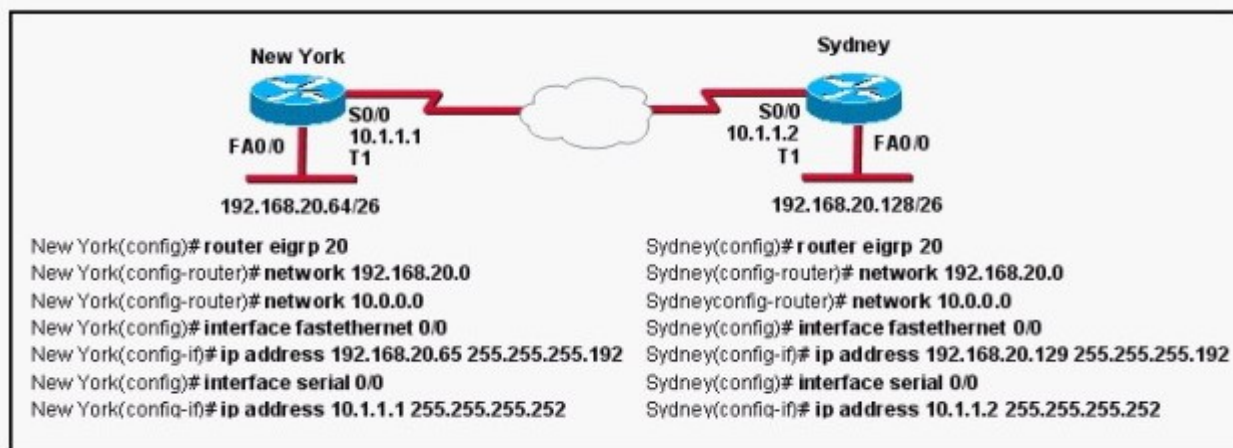 New York
Sydney
S0/0
10.1.1.1
T1
FA0/0
S0/0
10.1.1.2
T1
FA0/0
192.168.20.64/26
192.168.20.128/26
New York(config)# router eigrp 20
New York(config-router)# network 192.168.20.0
New York(config-router)# network 10.0.0.0
New York(config)# interface fastethernet 0/0
New York(config-if)# ip address 192.168.20.65 255.255.255.192
New York(config)# interface serial 0/0
New York(config-if)# ip address 10.1.1.1 255.255.255.252
Sydney(config)# router eigrp 20
Sydney(config-router)# network 192.168.20.0
Sydneyconfig-router)# network 10.0.0.0
Sydney(config)# interface fastethernet 0/0
Sydney(config-if)# ip address 192.168.20.129 255.255.255.192
Sydney(config)# interface serial 0/0
Sydney(config-if)# ip address 10.1.1.2 255.255.255.252